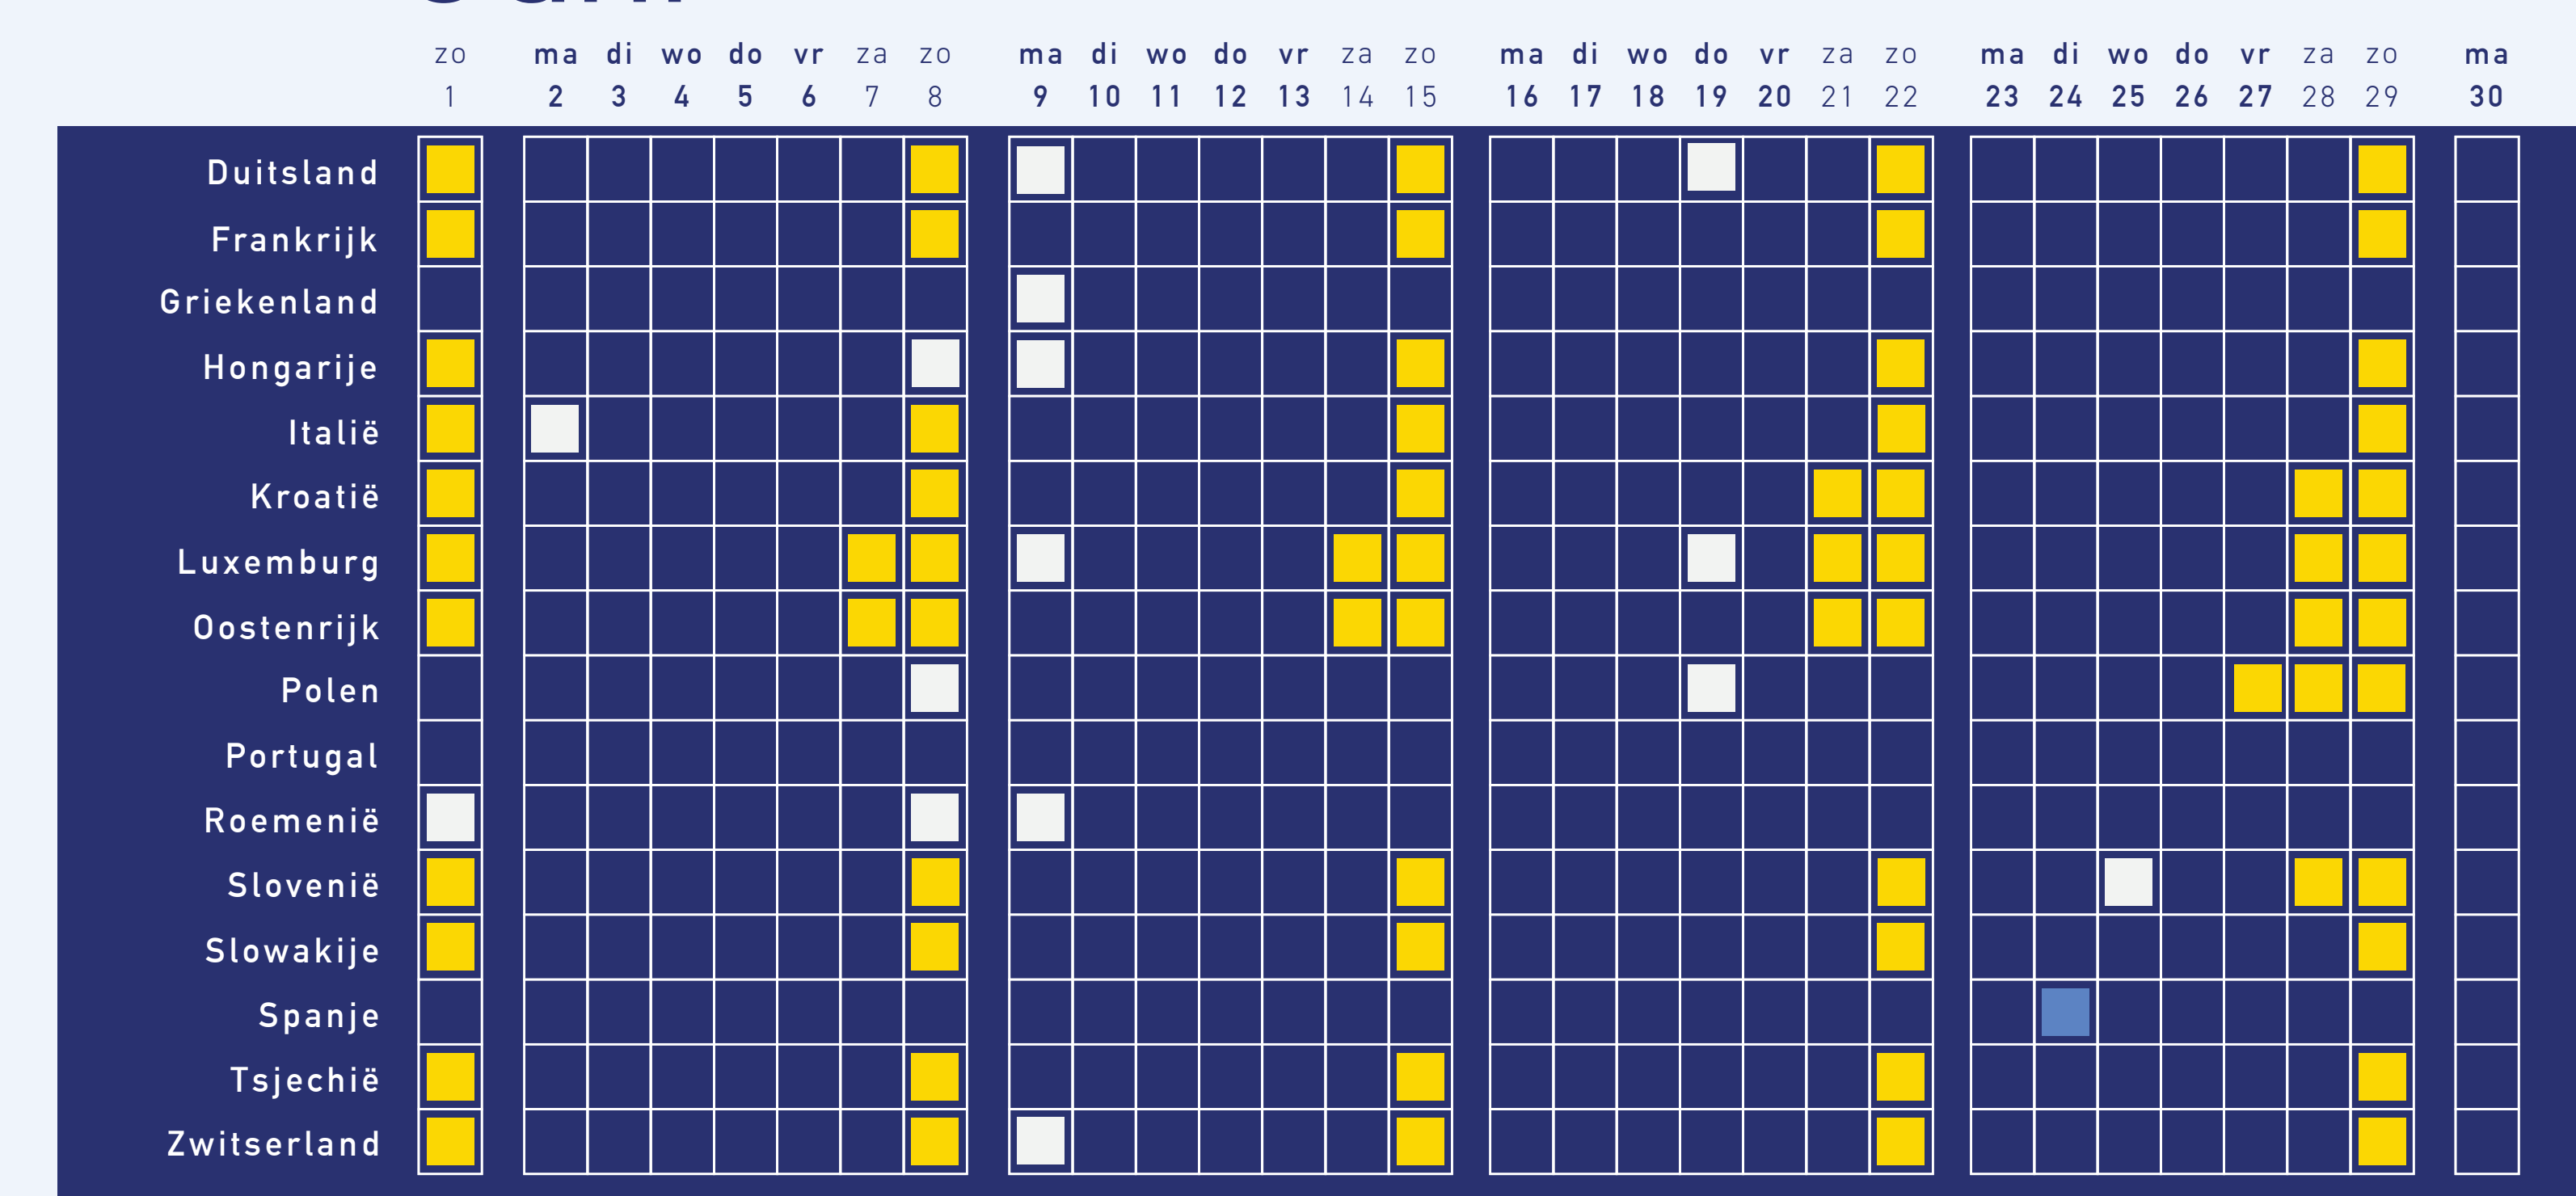 zo ma di wo do vr za zo ma di wo do vr za zo ma di wo do vr za zo ma di wo do vr za zo ma
1 2 3 4 5 6 7 8 9 10 11 12 13 14 15 16 17 18 19 20 21 22 23 24 25 26 27 28 29 30
Duitsland
Frankrijk
Griekenland
Hongarije
Italië
Kroatië
Luxemburg
Oostenrijk
Polen
Portugal
Roemenië
Slovenië
Slowakije
Spanje
Tsjechië
Zwitserland